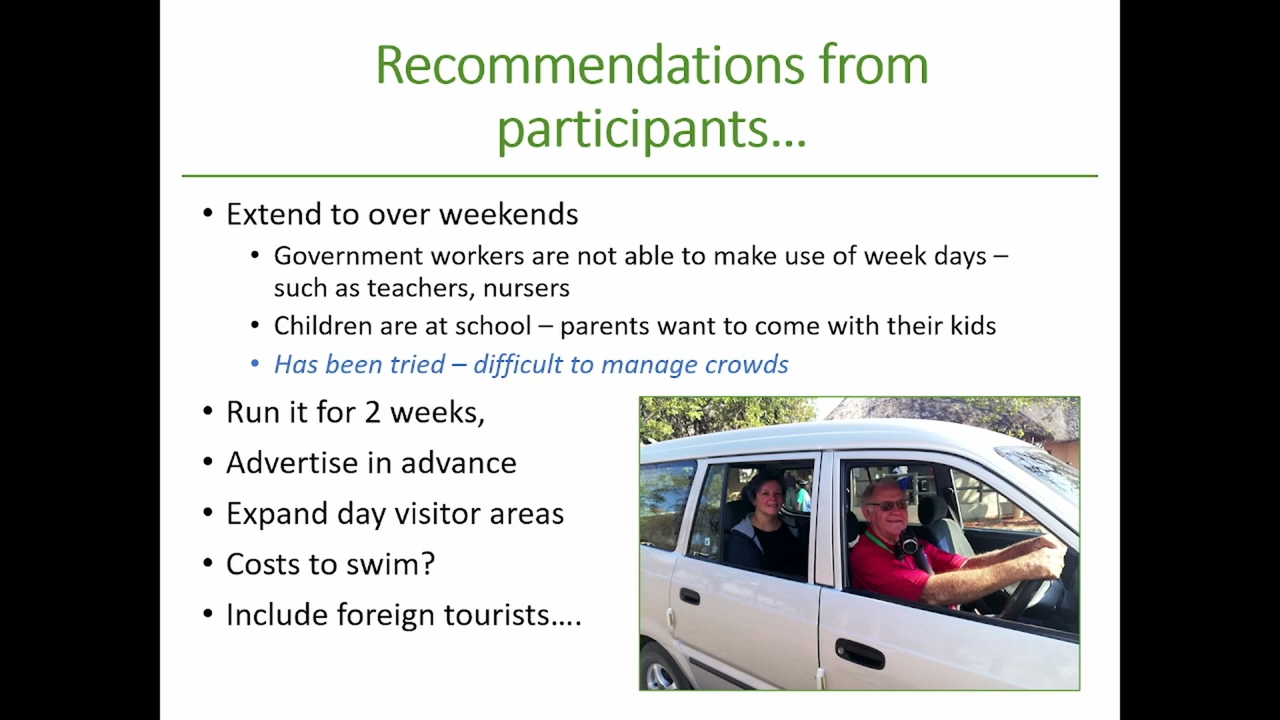 Recommendations from
participants...
• Extend to over weekends
• Government workers are not able to make use of week days –
such as teachers, nursers
• Children are at school – parents want to come with their kids
• Has been tried – difficult to manage crowds
• Run it for 2 weeks,
• Advertise in advance
• Expand day visitor areas
• Costs to swim?
• Include foreign tourists....